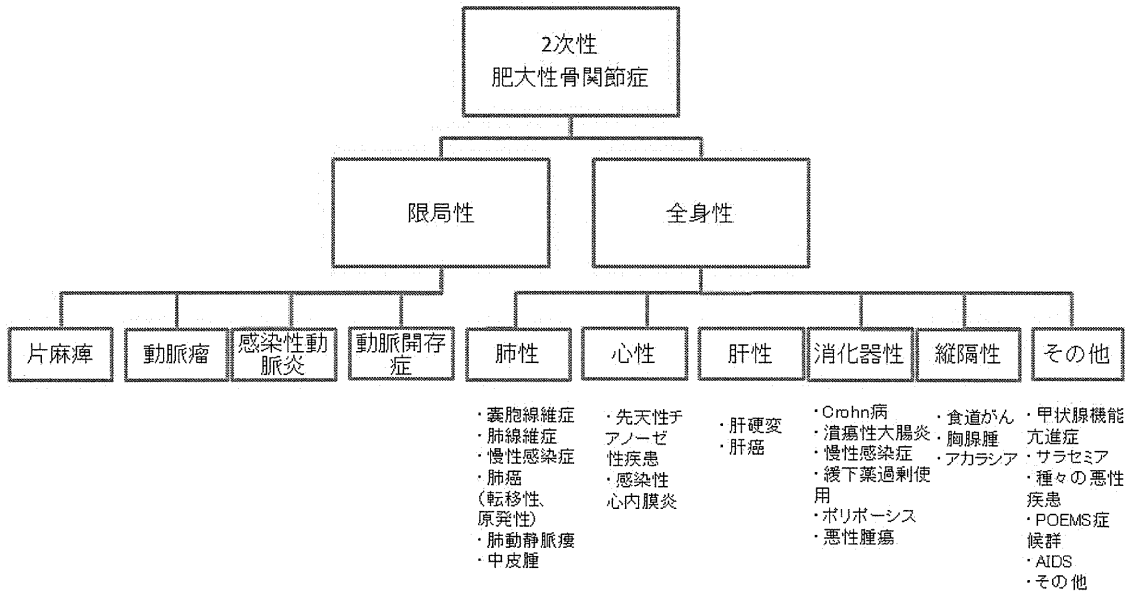 2次性
肥大性骨関節症
限局性
全身性
片麻痺
動脈瘤
感染性動
脈炎
動脈開存
症
肺性
心性
肝性
消化器性
縦隔性
その他
・嚢胞線維症
・肺線維症
・慢性感染症
・肺癌
(転移性、
原発性)
・肺動静脈瘻
・中皮腫
・先天性チ
アノーゼ
性疾患
・感染性
心内膜炎
・肝硬変
・肝癌
・Crohn病
・潰瘍性大腸炎
・慢性感染症
・緩下薬過剰使
用
・ポリポーシス
・悪性腫瘍
・食道がん
・胸腺腫
・アカラシア
・甲状腺機能
亢進症
・サラセミア
・種々の悪性
疾患
・POEMS症
候群
・AIDS
・その他